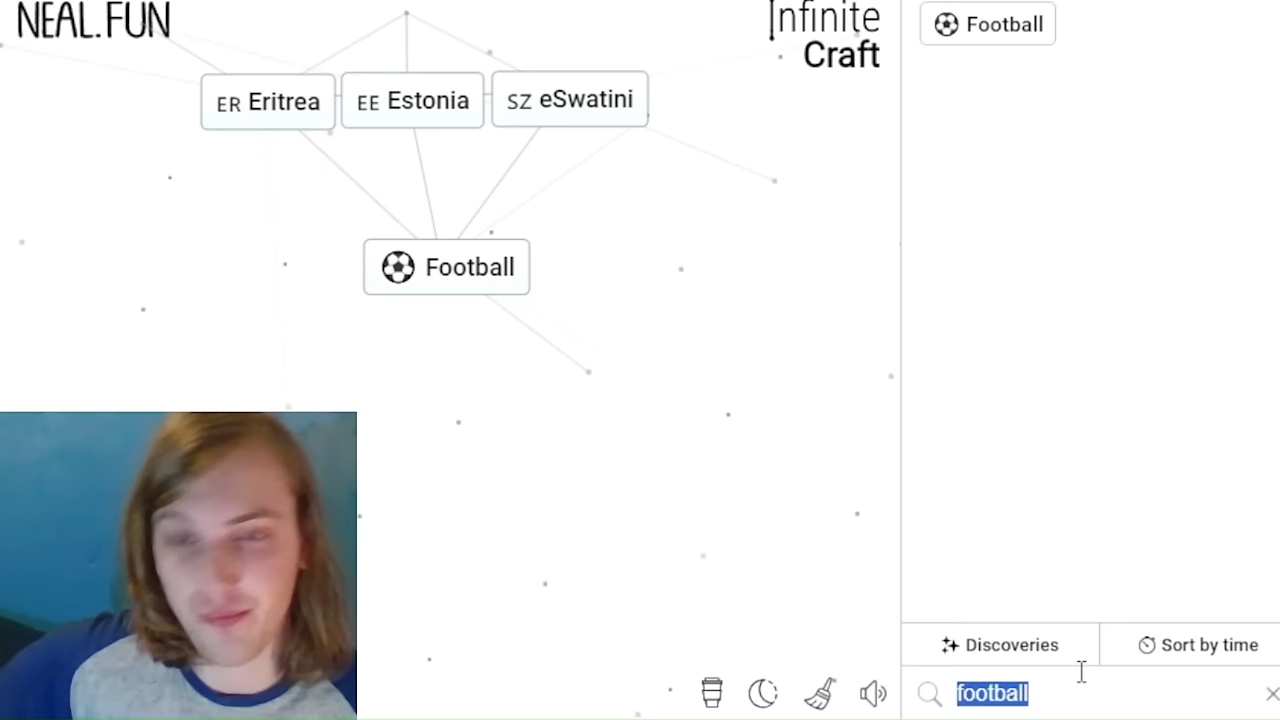 NEAL.FUN
Infinite
Craft
Football
ER Eritrea
EE Estonia
SZ eSwatini
Football
Discoveries
Sort by time
football